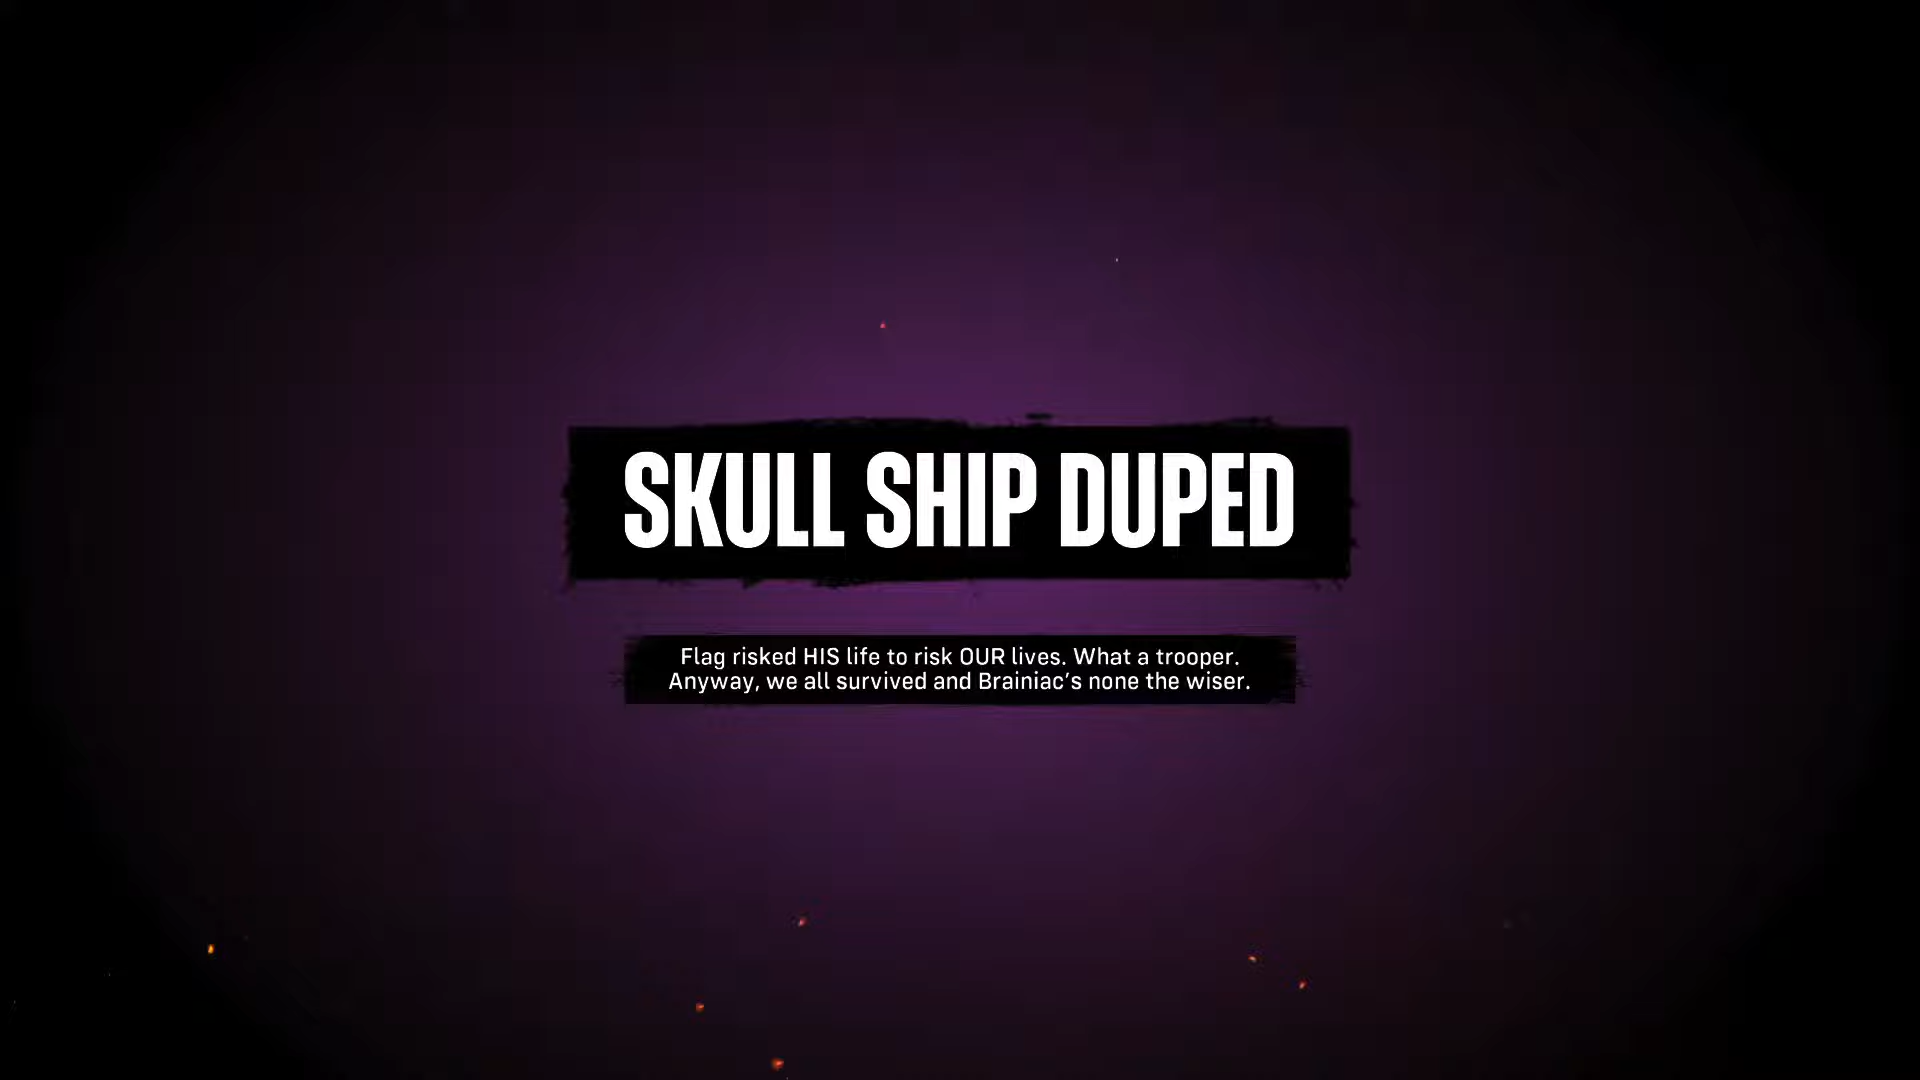 SKULL SHIP DUPED
Flag risked HIS life to risk OUR lives. What a trooper.
Anyway, we all survived and Brainiac's none the wiser.